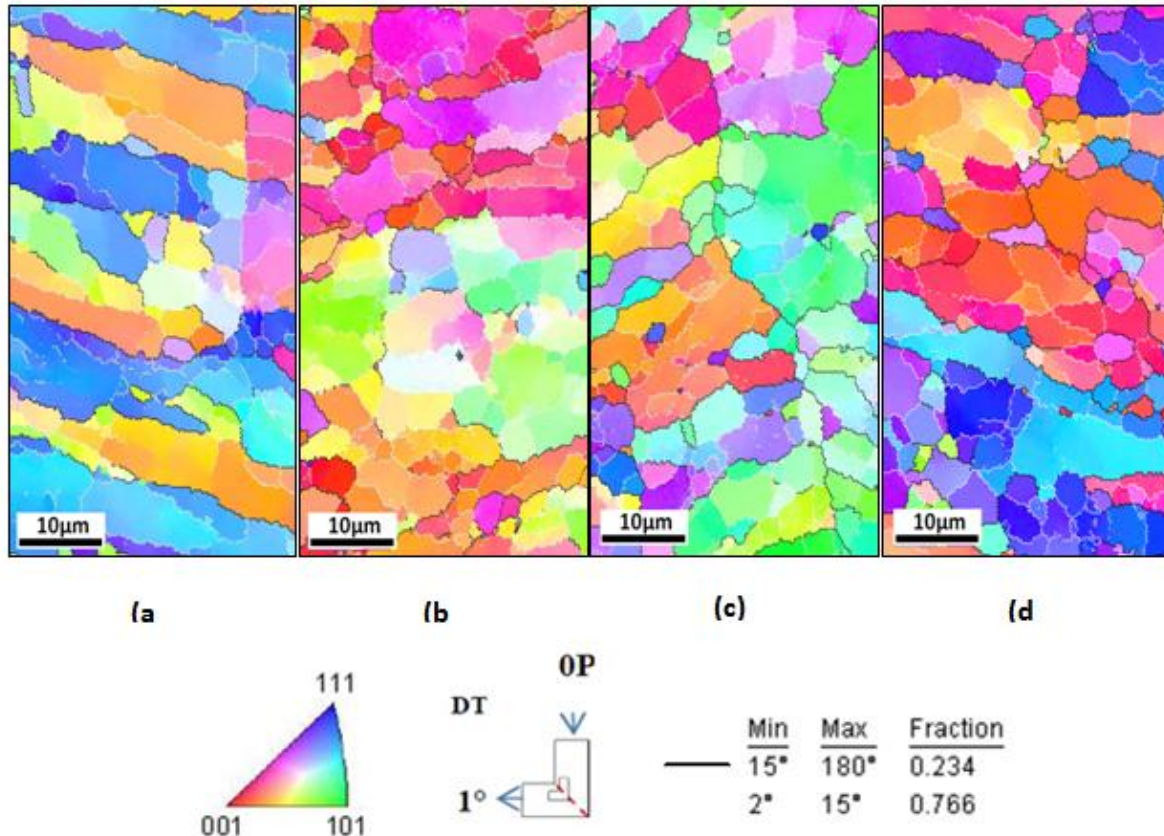 10µm 10µm 10µm 10µm
(a (b (c) (d
111
001 101
0P
DT
1°
Min Max Fraction
15° 180° 0.234
2° 15° 0.766